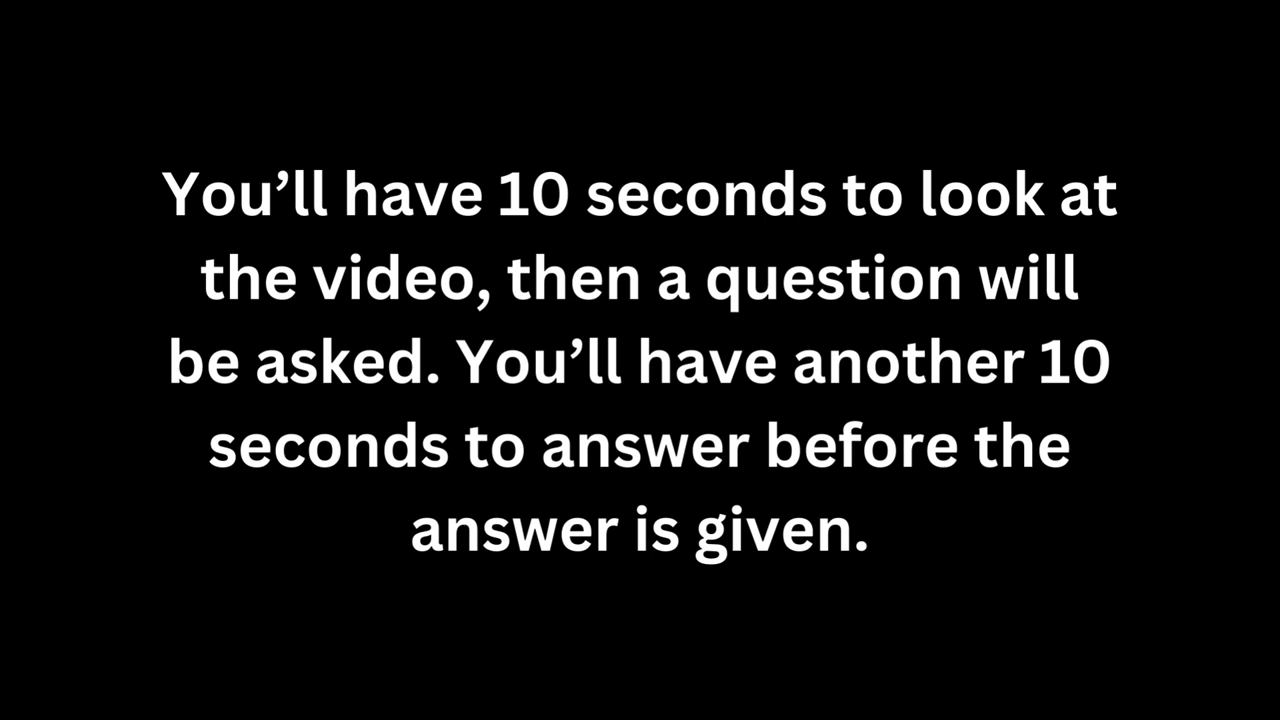 You’ll have 10 seconds to look at
the video, then a question will
be asked. You’ll have another 10
seconds to answer before the
answer is given.